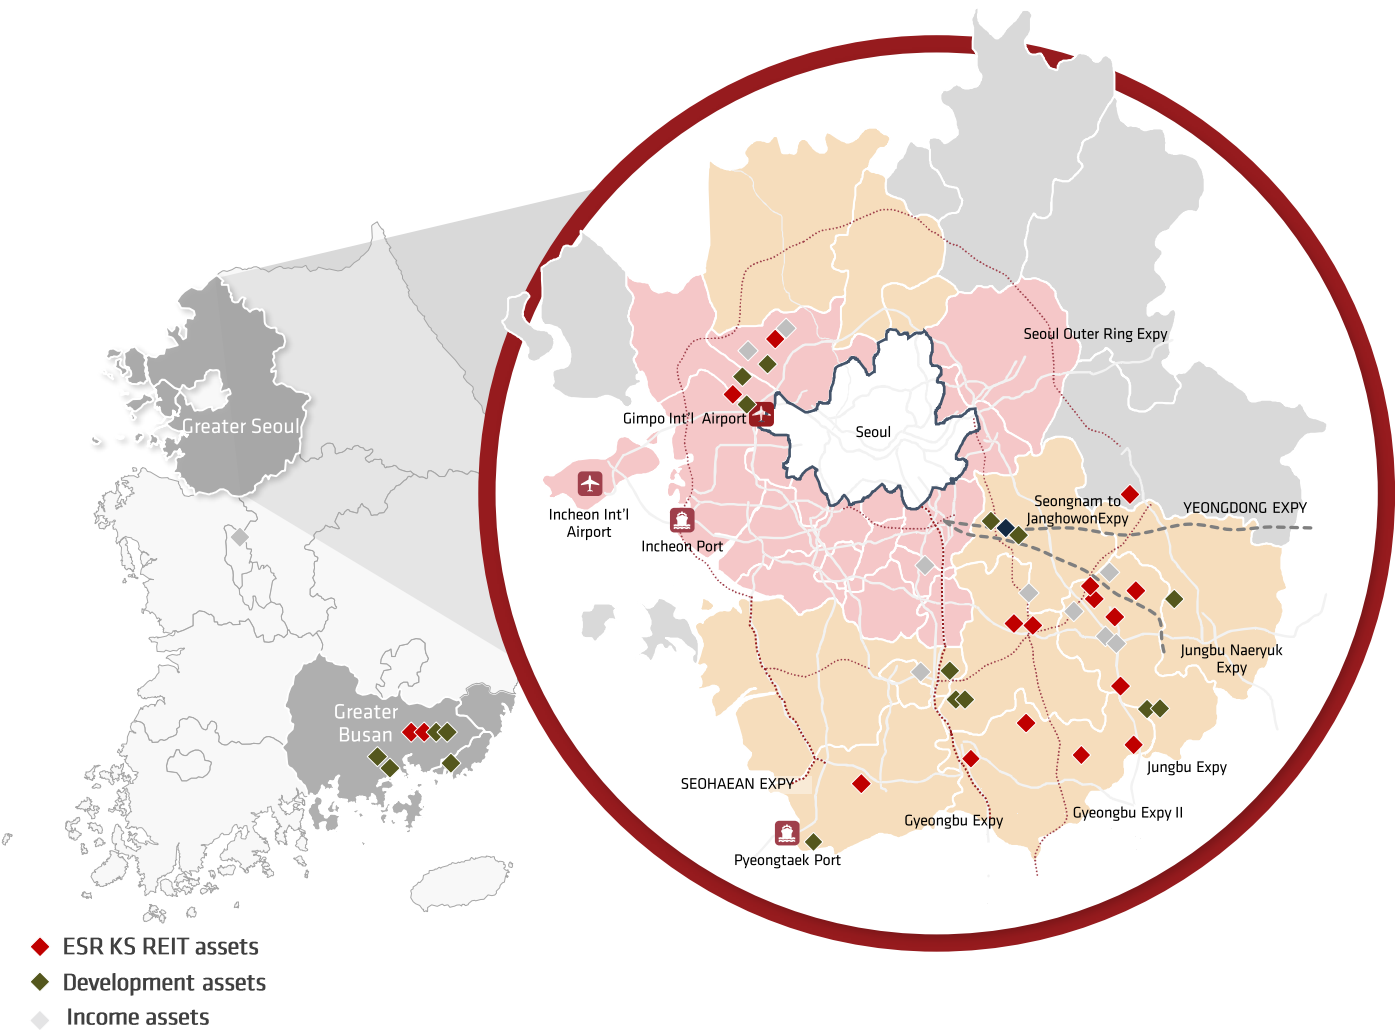 Seoul Outer Ring Expy
Gimpo Int'l Airport
Seoul
Greater Seoul
Incheon Int'l
Airport
Incheon Port
Seongnam to
JanghowonExpy
YEONGDONG EXPY
Jungbu Naeryuk
Expy
Greater
Busan
SEOHAEAN EXPY
Jungbu Expy
Gyeongbu Expy
Gyeongbu Expy II
Pyeongtaek Port
ESR KS REIT assets
Development assets
Income assets